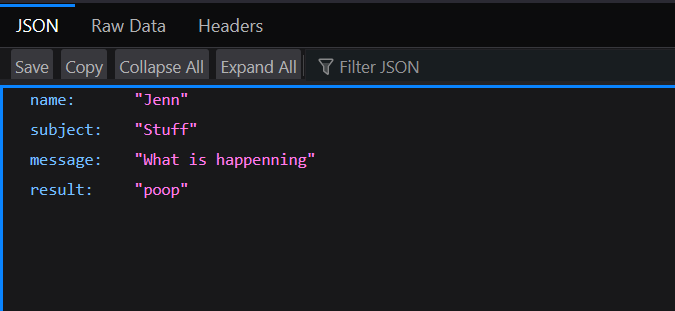 JSON Raw Data Headers
Save Copy Collapse All Expand All Filter JSON
name: "Jenn"
subject: "Stuff"
message: "What is happenning"
result: "poop"